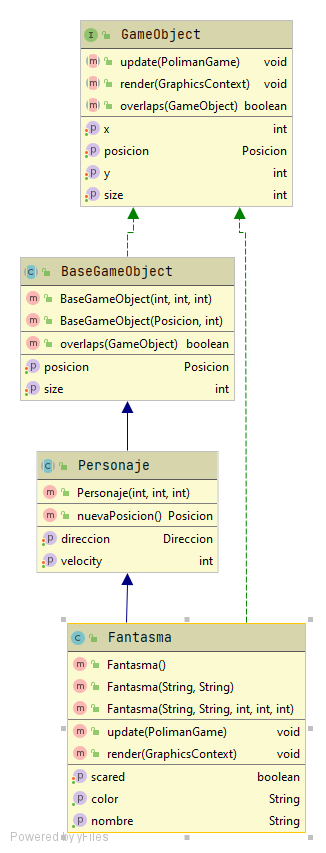 GameObject
update(PolimanGame) void
render(GraphicsContext) void
overlaps(GameObject) boolean
x int
posicion Posicion
y int
size int
BaseGameObject
BaseGameObject(int, int, int)
BaseGameObject(Posicion, int)
overlaps(GameObject) boolean
posicion Posicion
size int
Personaje
Personaje(int, int, int)
nuevaPosicion() Posicion
direccion Direccion
velocity int
Fantasma
Fantasma()
Fantasma(String, String)
Fantasma(String, String, int, int, int)
update(PolimanGame) void
render(GraphicsContext) void
scared boolean
color String
nombre String
Powered by yFiles